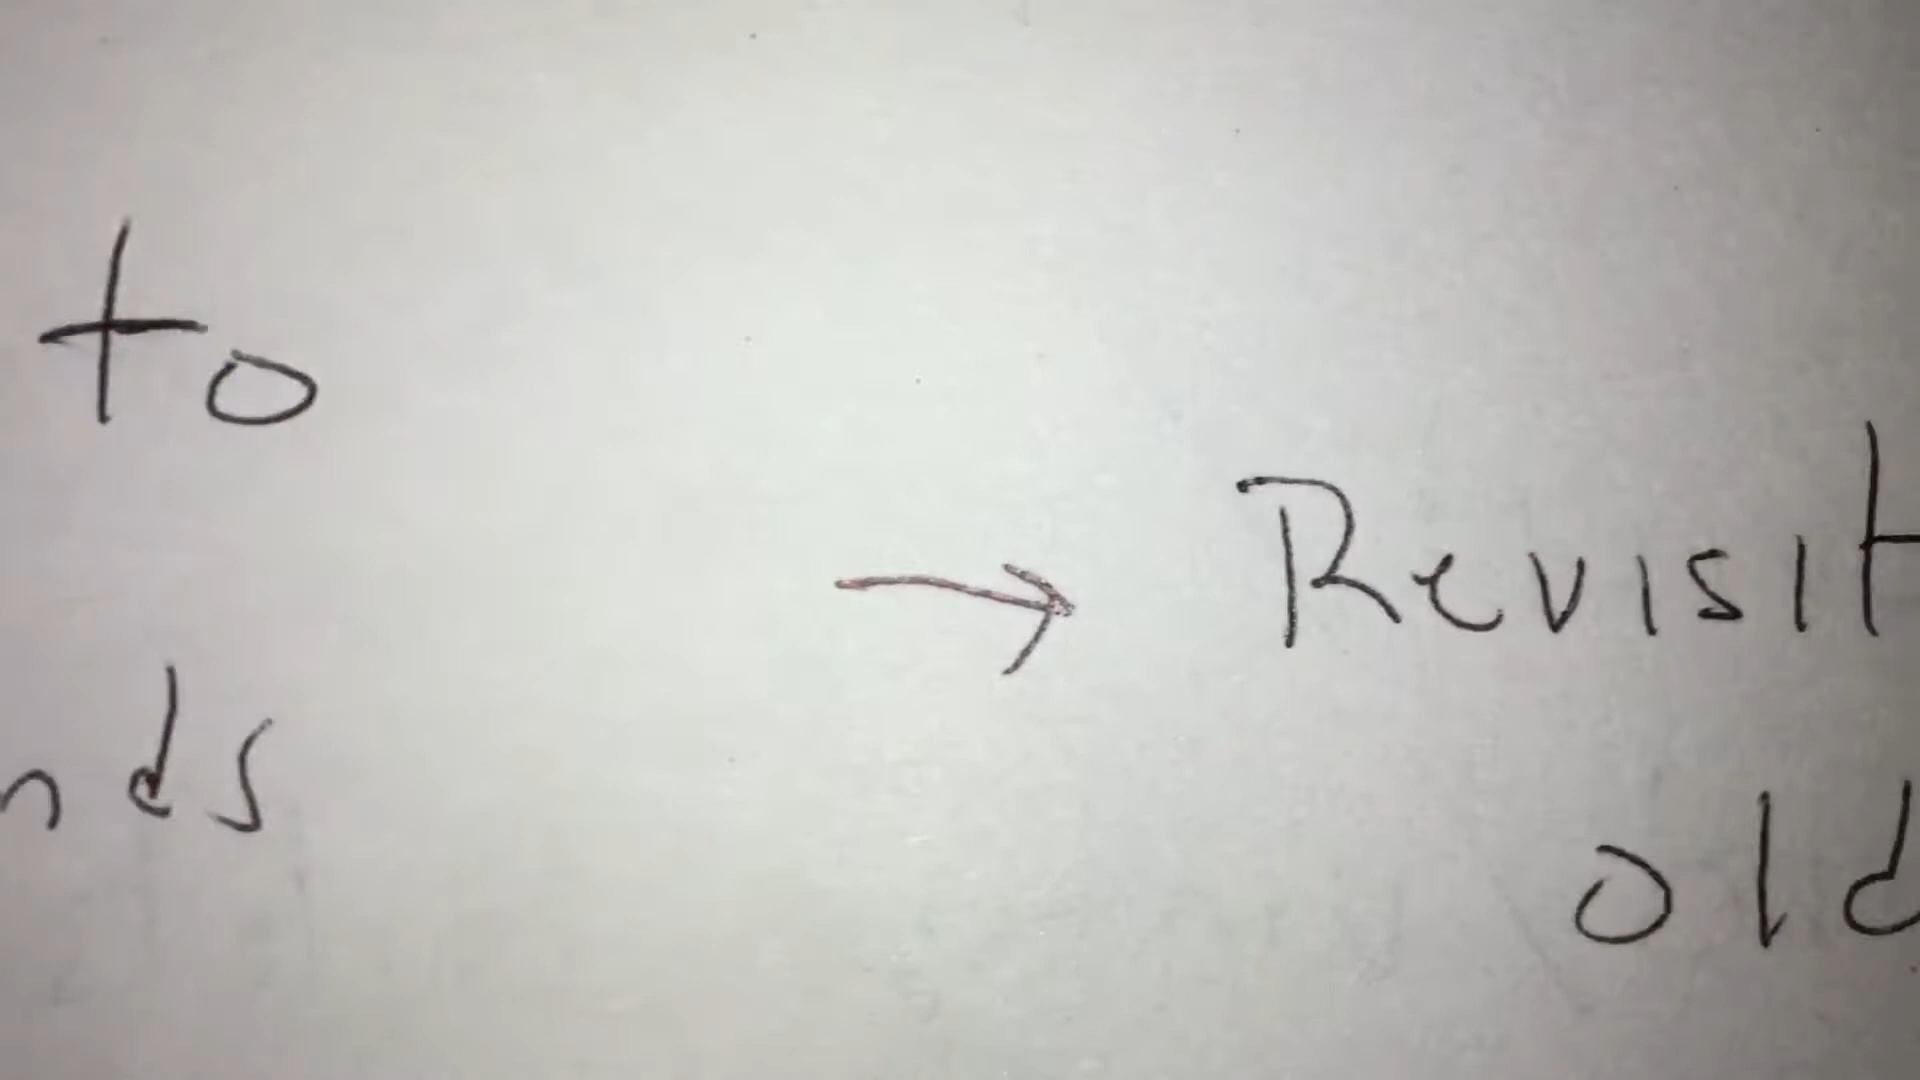 to
nds
→ Revisit
old